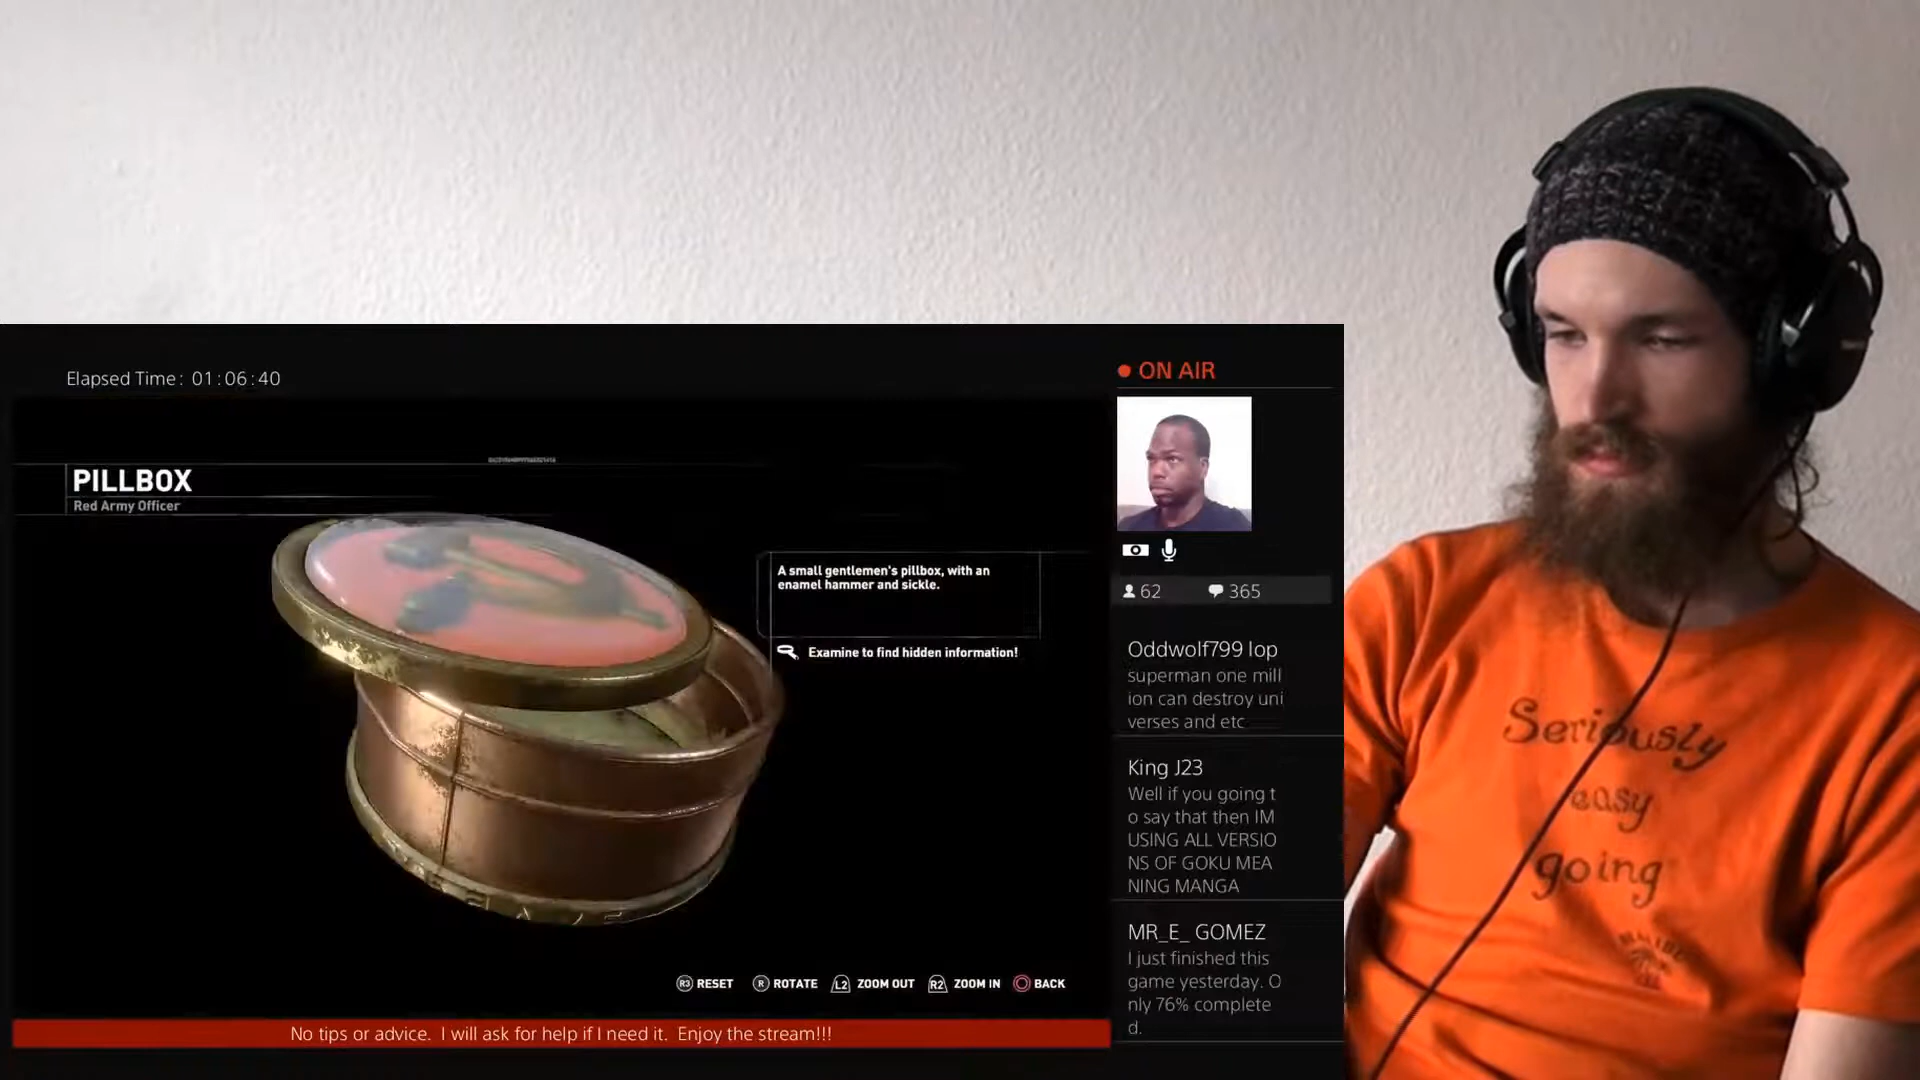 Elapsed Time: 01:06:40
ON AIR
PILLBOX
Red Army Officer
A small gentlemen's pillbox, with an
enamel hammer and sickle.
Examine to find hidden information!
62 365
Oddwolf799 lop
superman one mill
ion can destroy uni
verses and etc
King J23
Well if you going t
o say that then IM
USING ALL VERSIO
NS OF GOKU MEA
NING MANGA
MR_E_ GOMEZ
I just finished this
game yesterday. O
nly 76% complete
d.
R3 RESET R ROTATE L2 ZOOM OUT R2 ZOOM IN BACK
No tips or advice. I will ask for help if I need it. Enjoy the stream!!!
Seriously
easy
going